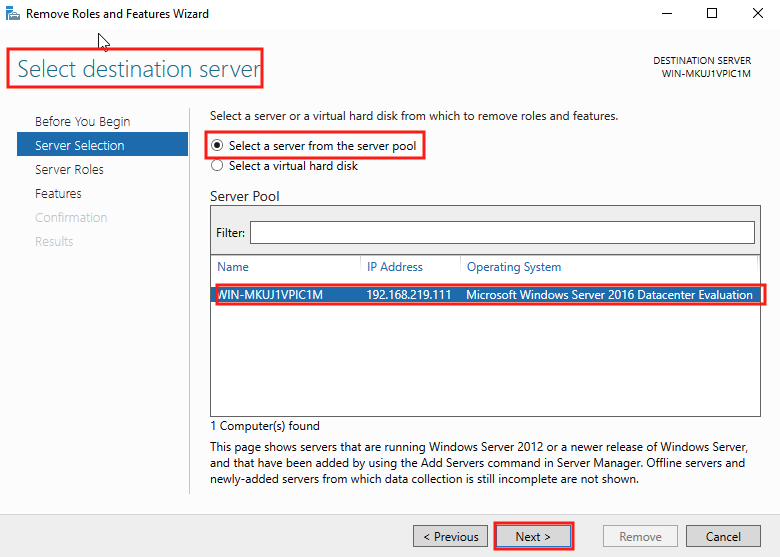 Remove Roles and Features Wizard
Select destination server
DESTINATION SERVER
WIN-MKUJ1VPIC1M
Before You Begin
Server Selection
Server Roles
Features
Confirmation
Results
Select a server or a virtual hard disk from which to remove roles and features.
Select a server from the server pool
Select a virtual hard disk
Server Pool
Filter:
Name IP Address Operating System
WIN-MKUJ1VPIC1M 192.168.219.111 Microsoft Windows Server 2016 Datacenter Evaluation
1 Computer(s) found
This page shows servers that are running Windows Server 2012 or a newer release of Windows Server,
and that have been added by using the Add Servers command in Server Manager. Offline servers and
newly-added servers from which data collection is still incomplete are not shown.
< Previous Next > Remove Cancel